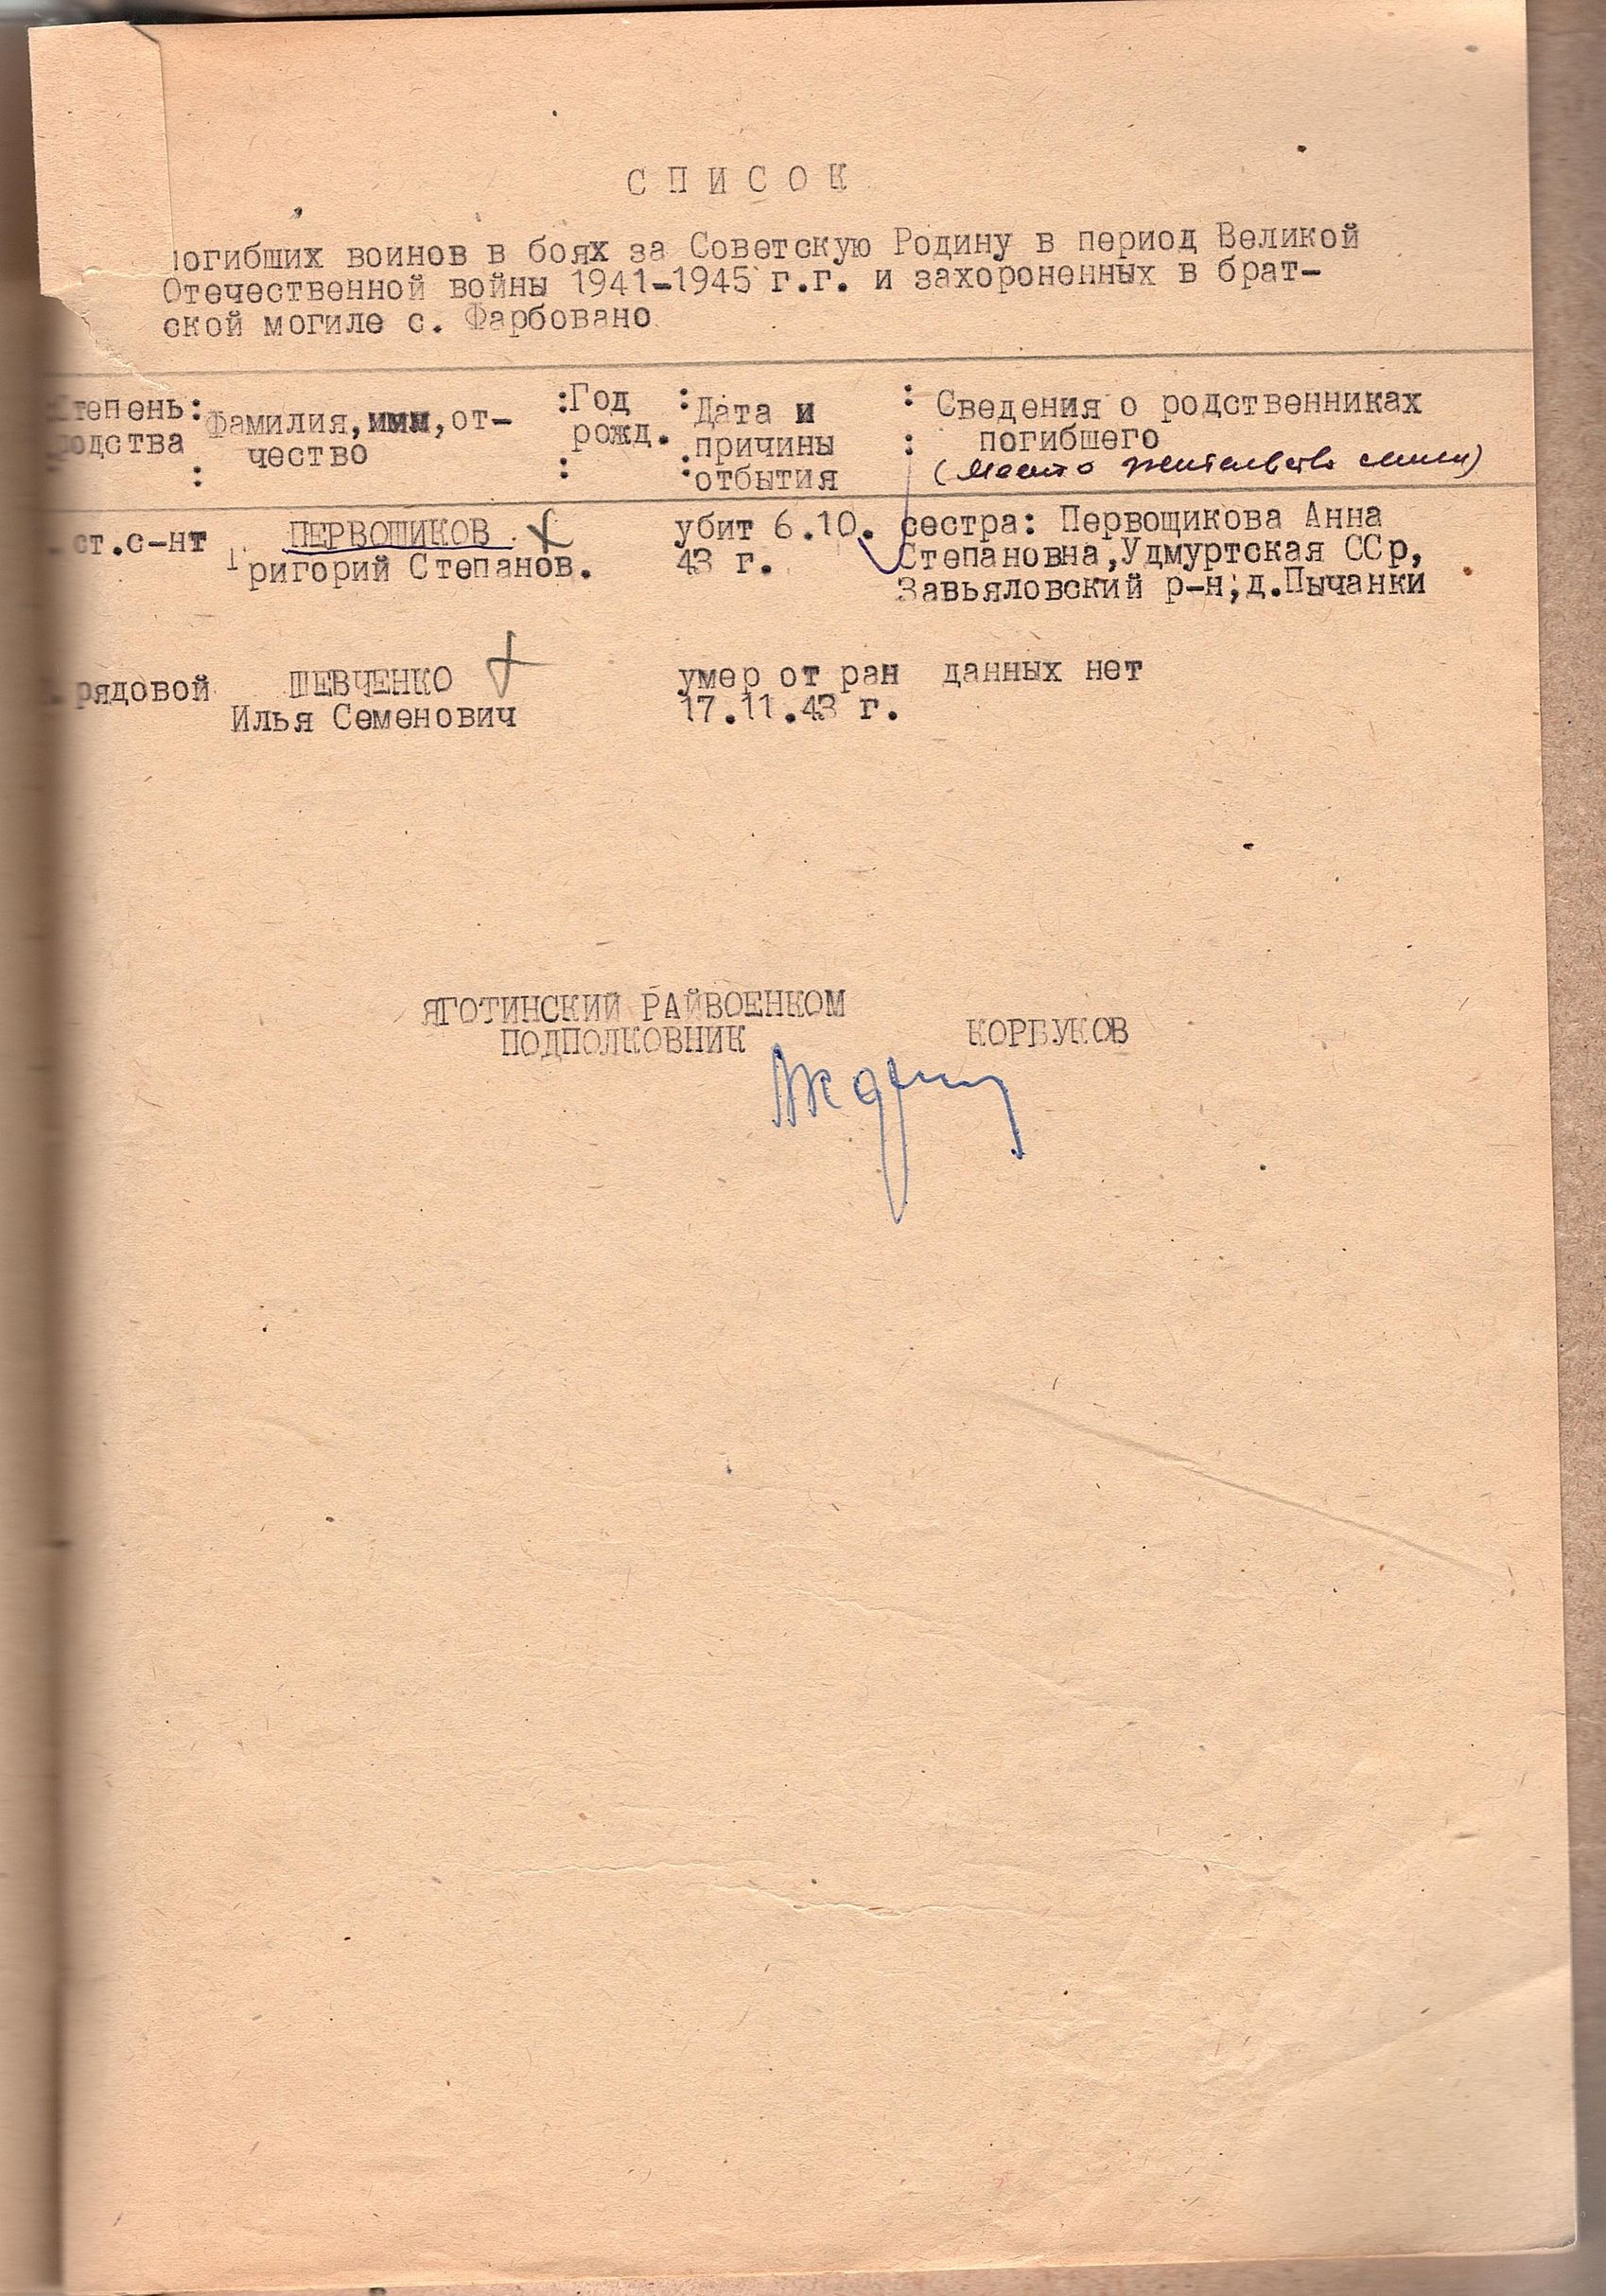 СПИСОК
погибших воинов в боях за Советскую Родину в период Великой
Отечественной войны 1941-1945 г.г. и захороненных в брат-
ской могиле с. Фарбовано
Степень : Фамилия, имя, от- :Год : Дата и : Сведения о родственниках
родства чество рожд. причины : погибшего
: : : отбытия (место жительства семьи)
ст.с-нт ПЕРВОЩИКОВ убит 6.10. сестра: Первощикова Анна
Григорий Степанов. 43 г. Степановна,Удмуртская ССр,
Завьяловский р-н,д.Пычанки
рядовой ШЕВЧЕНКО умер от ран данных нет
Илья Семенович 17.11.43 г.
ЯГОТИНСКИЙ РАЙВОЕНКОМ
ПОДПОЛКОВНИК КОРБУКОВ